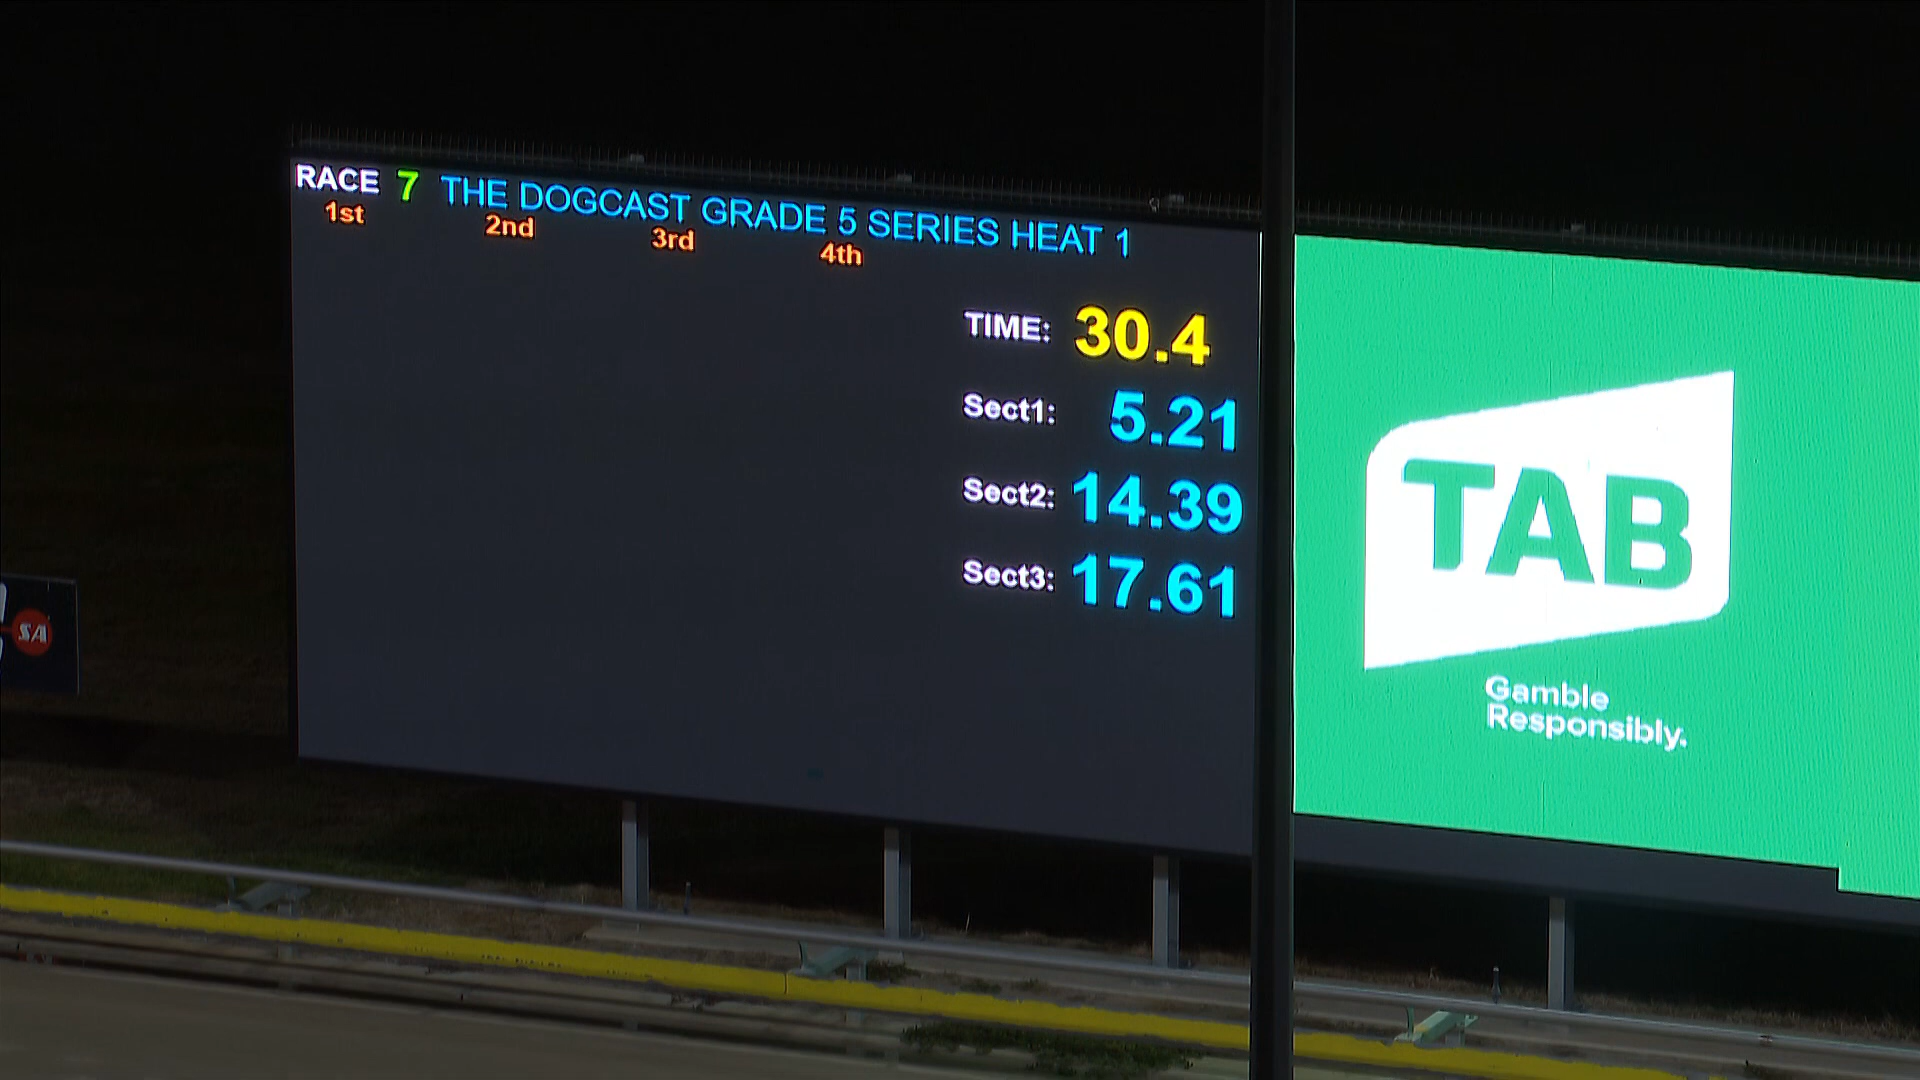 RACE 7 THE DOGCAST GRADE 5 SERIES HEAT 1
1st 2nd 3rd 4th
TIME: 30.4
Sect1: 5.21
Sect2: 14.39
Sect3: 17.61
TAB
Gamble
Responsibly.
SA